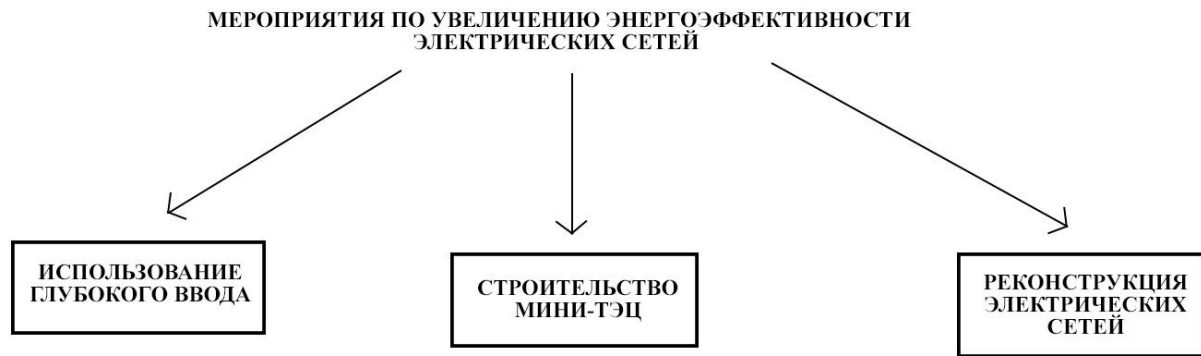 МЕРОПРИЯТИЯ ПО УВЕЛИЧЕНИЮ ЭНЕРГОЭФФЕКТИВНОСТИ
ЭЛЕКТРИЧЕСКИХ СЕТЕЙ
ИСПОЛЬЗОВАНИЕ
ГЛУБОКОГО ВВОДА
СТРОИТЕЛЬСТВО
МИНИ-ТЭЦ
РЕКОНСТРУКЦИЯ
ЭЛЕКТРИЧЕСКИХ
СЕТЕЙ